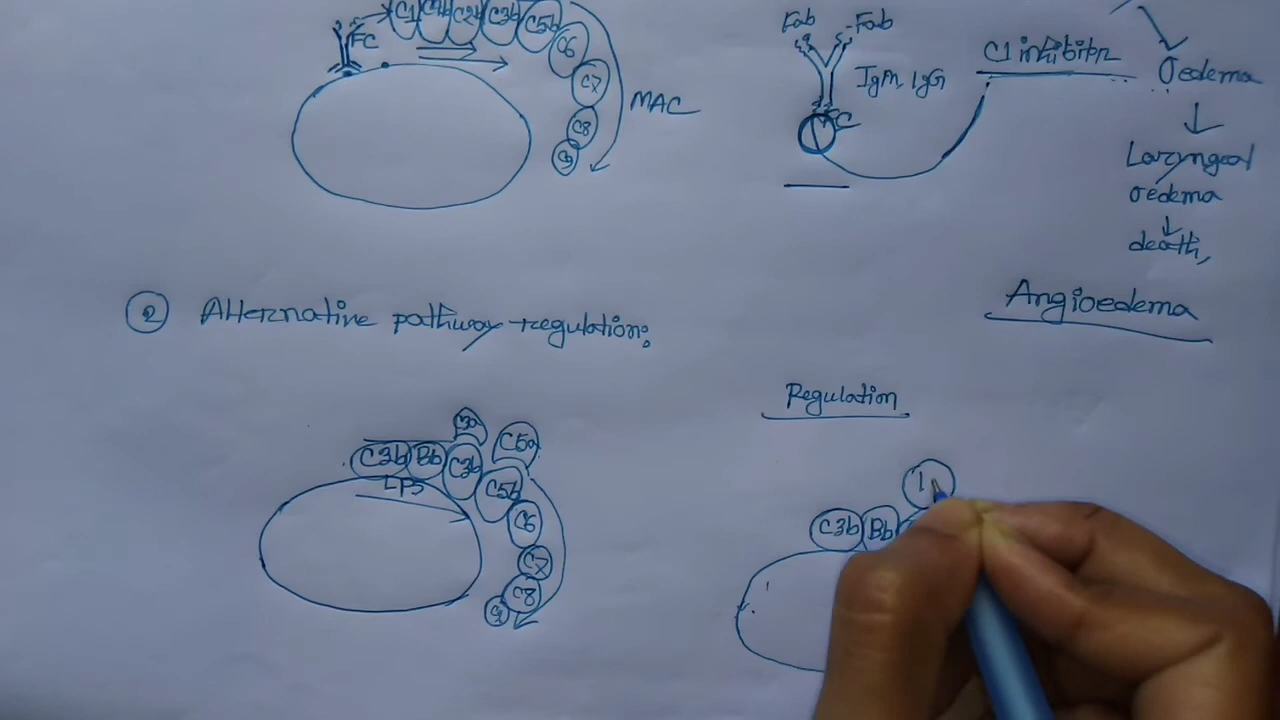 FC C1 C4b C2b C3b C5b
C6
C7
C8
C9
MAC
Fab Fab
IgM, IgG
FC
C1 inhibitor
Oedema
Laryngeal
oedema
death,
Angioedema
2 Alternative pathway regulation:
C3b Bb C3b C5b
C5a
LPS
C6
C7
C8
C9
Regulation
C3b Bb